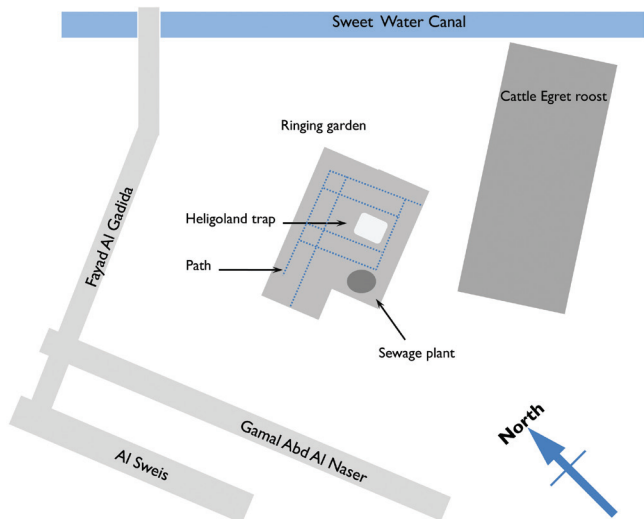 Sweet Water Canal
Cattle Egret roost
Ringing garden
Heligoland trap
Path
Sewage plant
Fayad Al Gadida
Gamal Abd Al Naser
Al Sweis
North